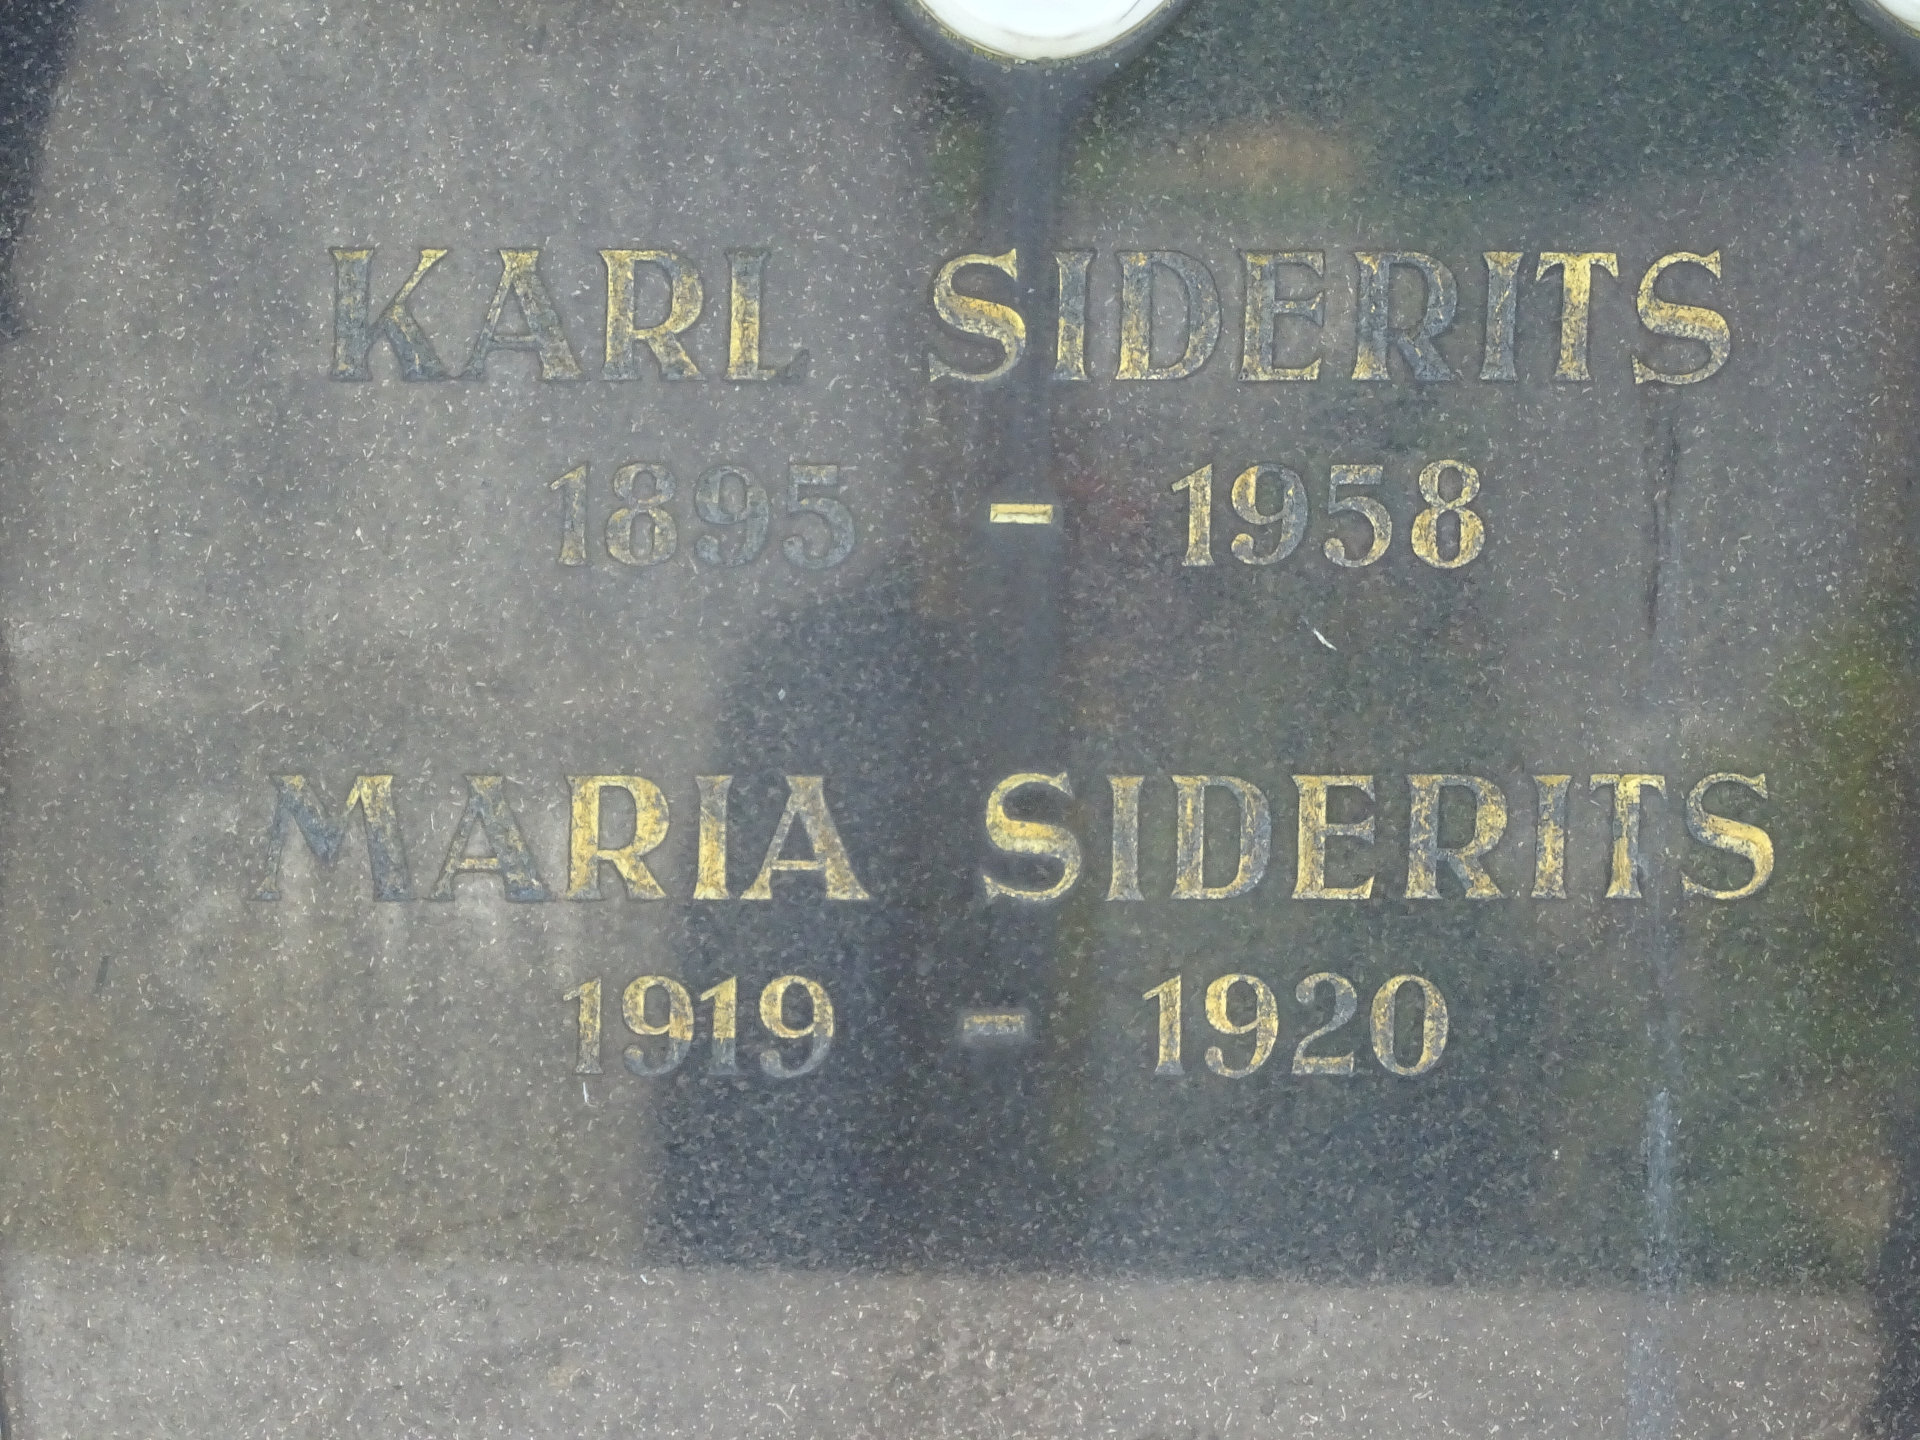 KARL SIDERITS
1895 - 1958
MARIA SIDERITS
1919 - 1920